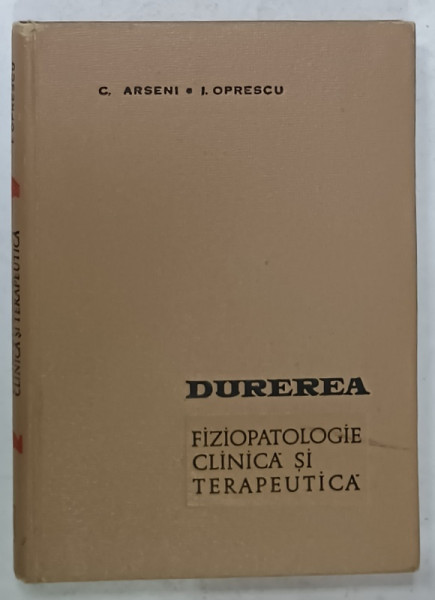 C. ARSENI • I. OPRESCU
DUREREA
FIZIOPATOLOGIE
CLINICĂ ȘI
TERAPEUTICĂ
CLINICĂ ȘI TERAPEUTICĂ